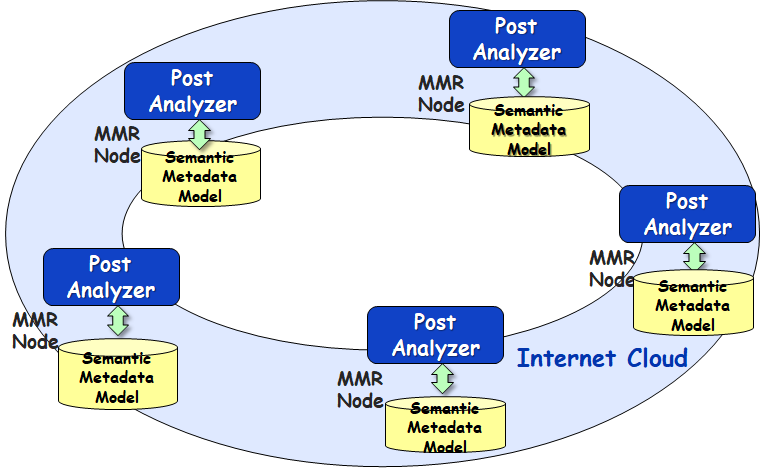 Post
Analyzer
MMR
Node
Semantic
Metadata
Model
Post
Analyzer
MMR
Node
Semantic
Metadata
Model
Post
Analyzer
MMR
Node
Semantic
Metadata
Model
Post
Analyzer
MMR
Node
Semantic
Metadata
Model
Post
Analyzer
MMR
Node
Semantic
Metadata
Model
Internet Cloud